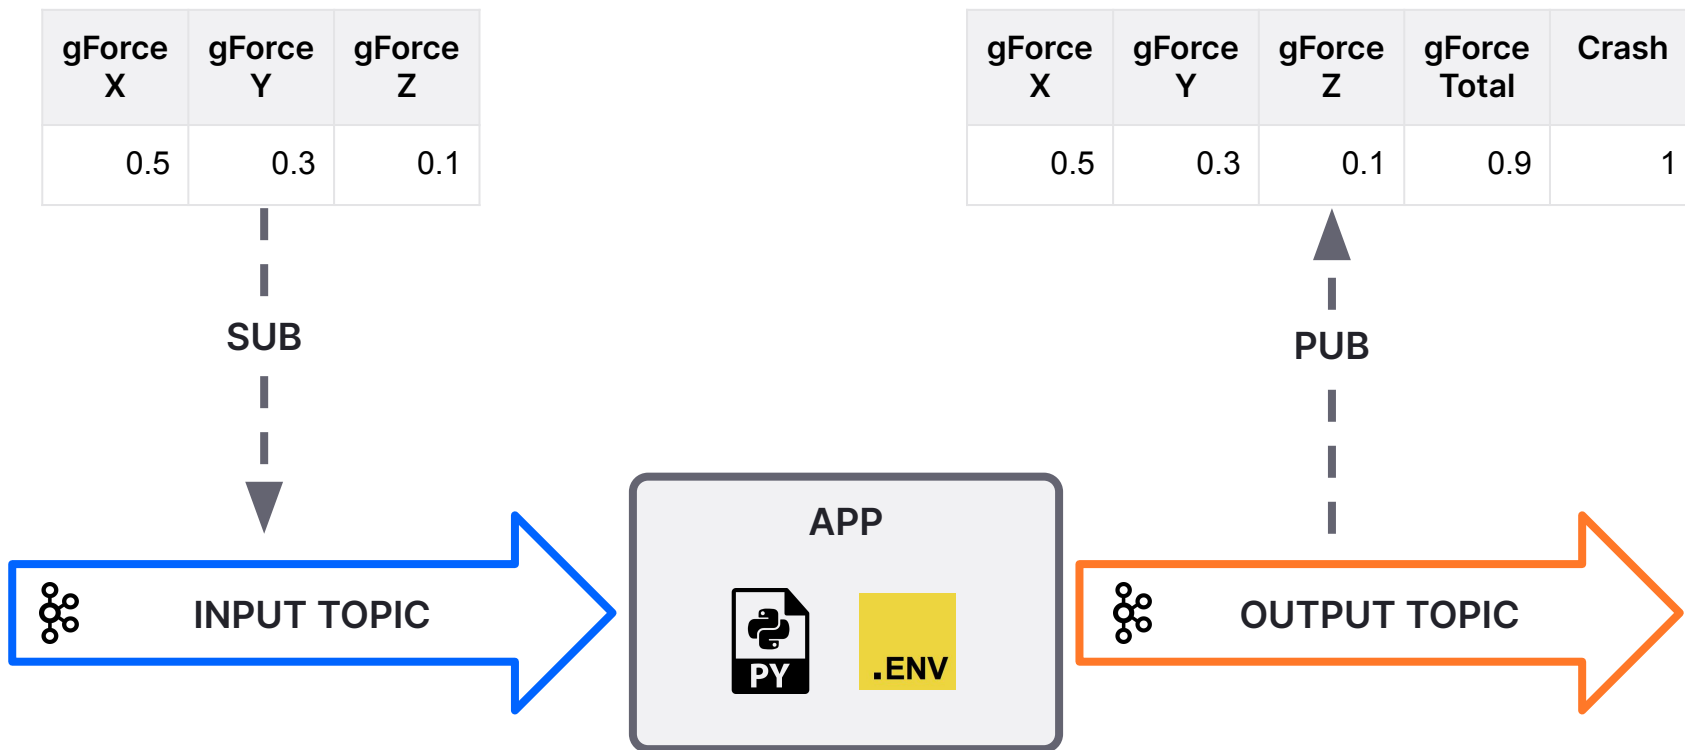 gForce X
gForce Y
gForce Z
0.5 0.3 0.1
gForce X
gForce Y
gForce Z
gForce Total
Crash
0.5 0.3 0.1 0.9 1
SUB
PUB
APP
INPUT TOPIC
PY
.ENV
OUTPUT TOPIC